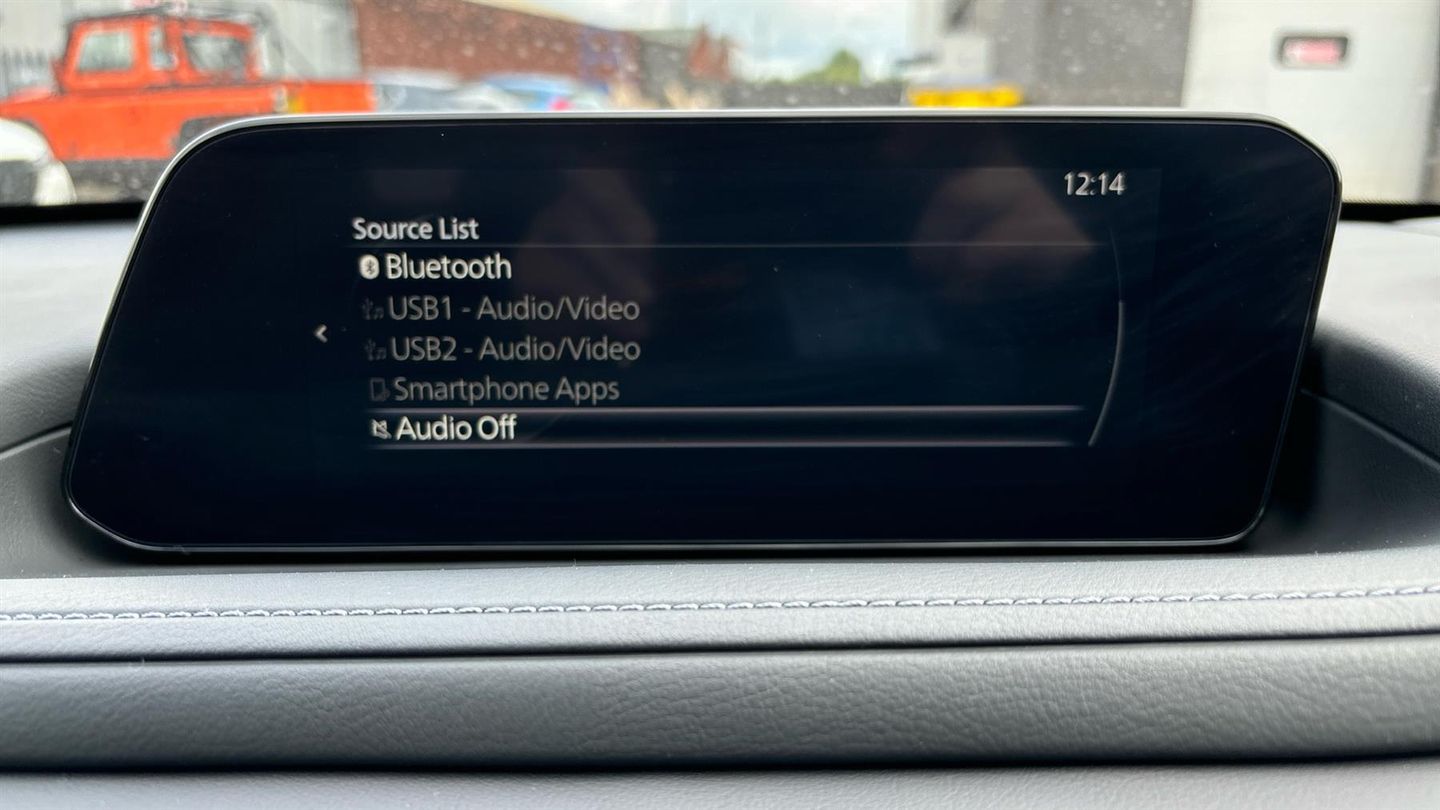 12:14
Source List
Bluetooth
USB1 - Audio/Video
USB2 - Audio/Video
Smartphone Apps
Audio Off